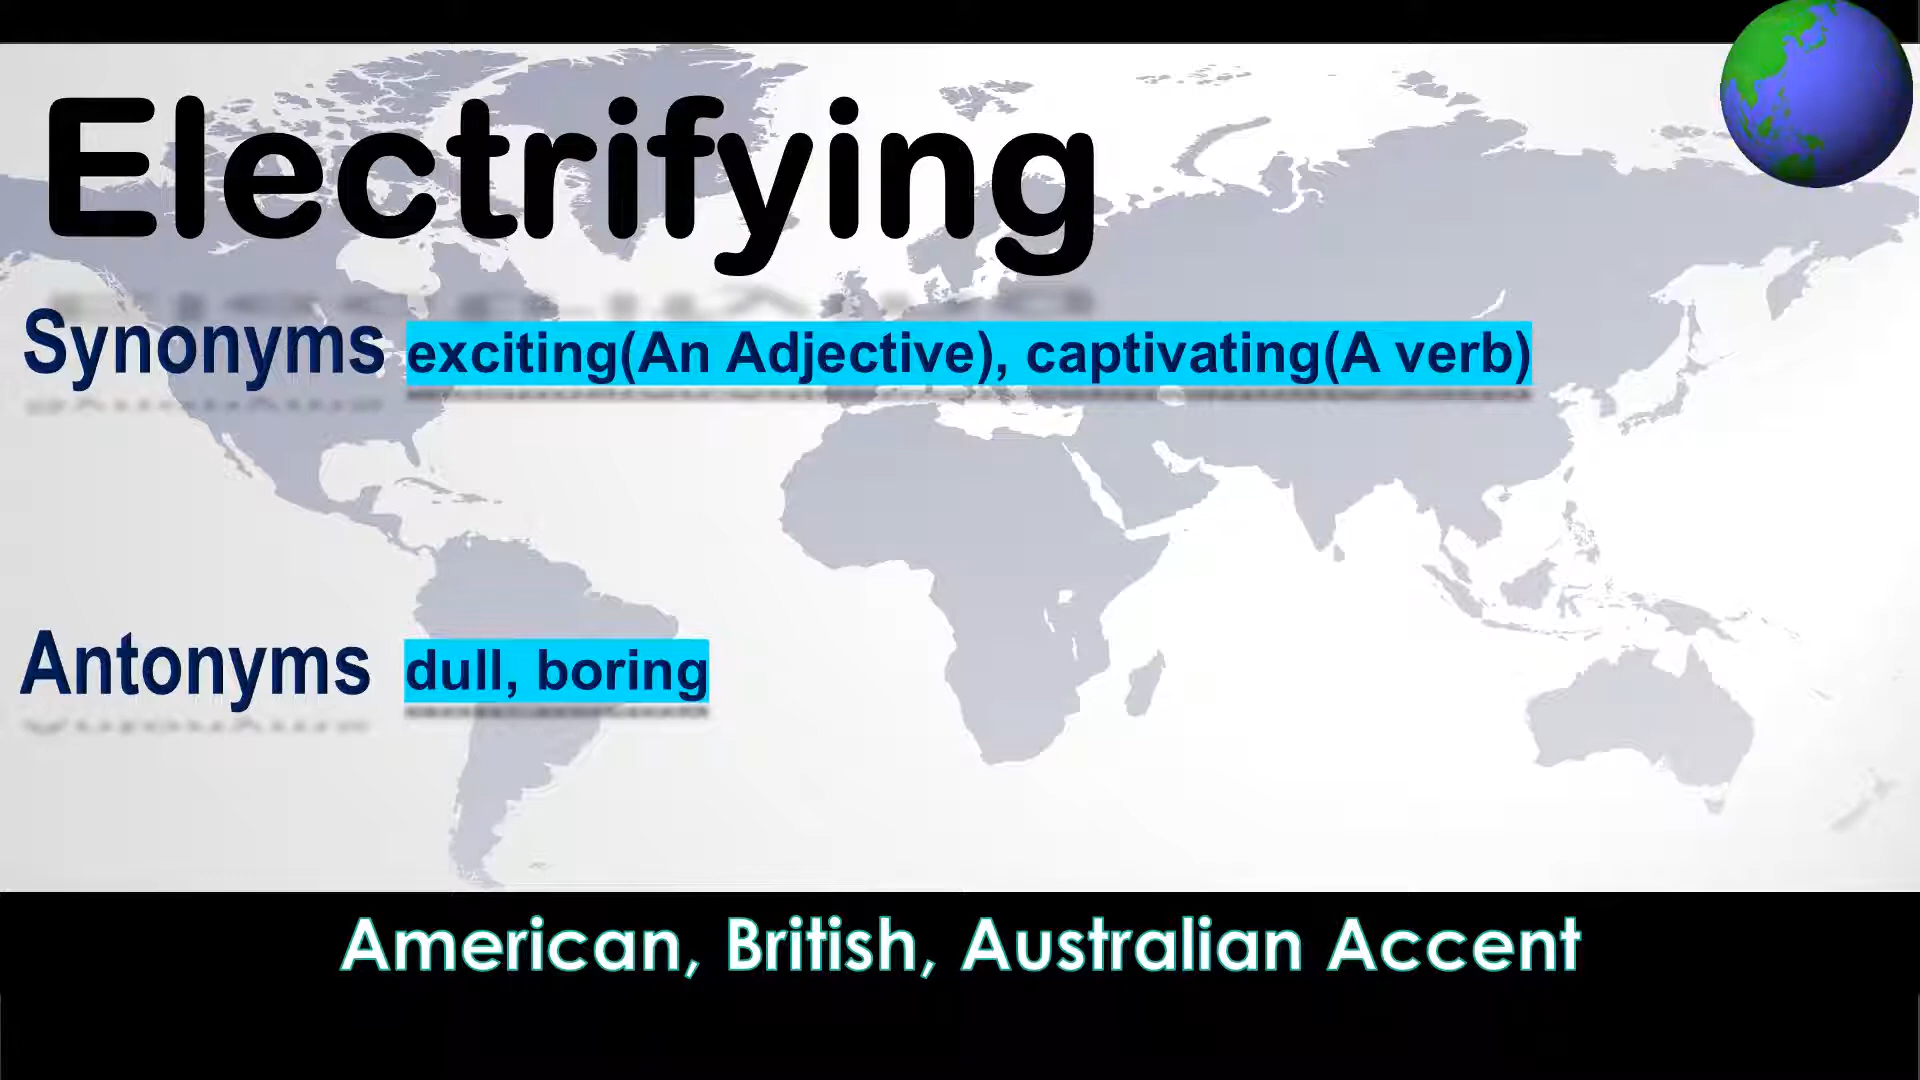 Electrifying
Synonyms exciting(An Adjective), captivating(A verb)
Antonyms dull, boring
American, British, Australian Accent